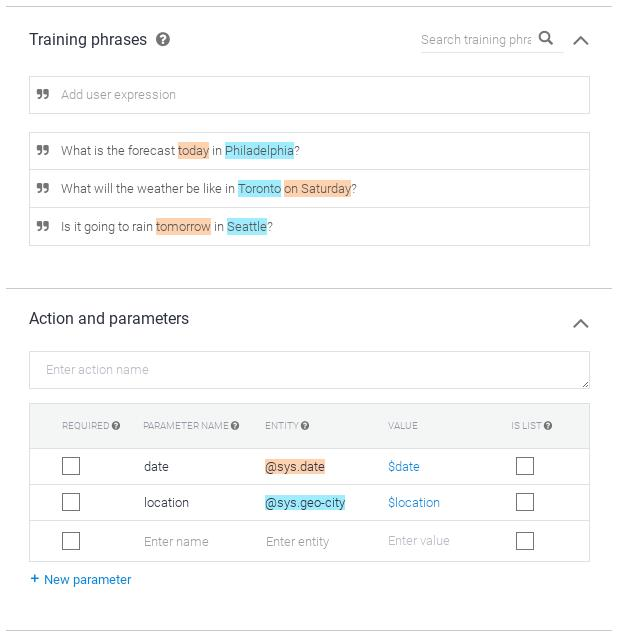 Training phrases
Search training phra
Add user expression
What is the forecast today in Philadelphia?
What will the weather be like in Toronto on Saturday?
Is it going to rain tomorrow in Seattle?
Action and parameters
Enter action name
REQUIRED PARAMETER NAME ENTITY VALUE IS LIST
date @sys.date $date
location @sys.geo-city $location
Enter name Enter entity Enter value
+ New parameter